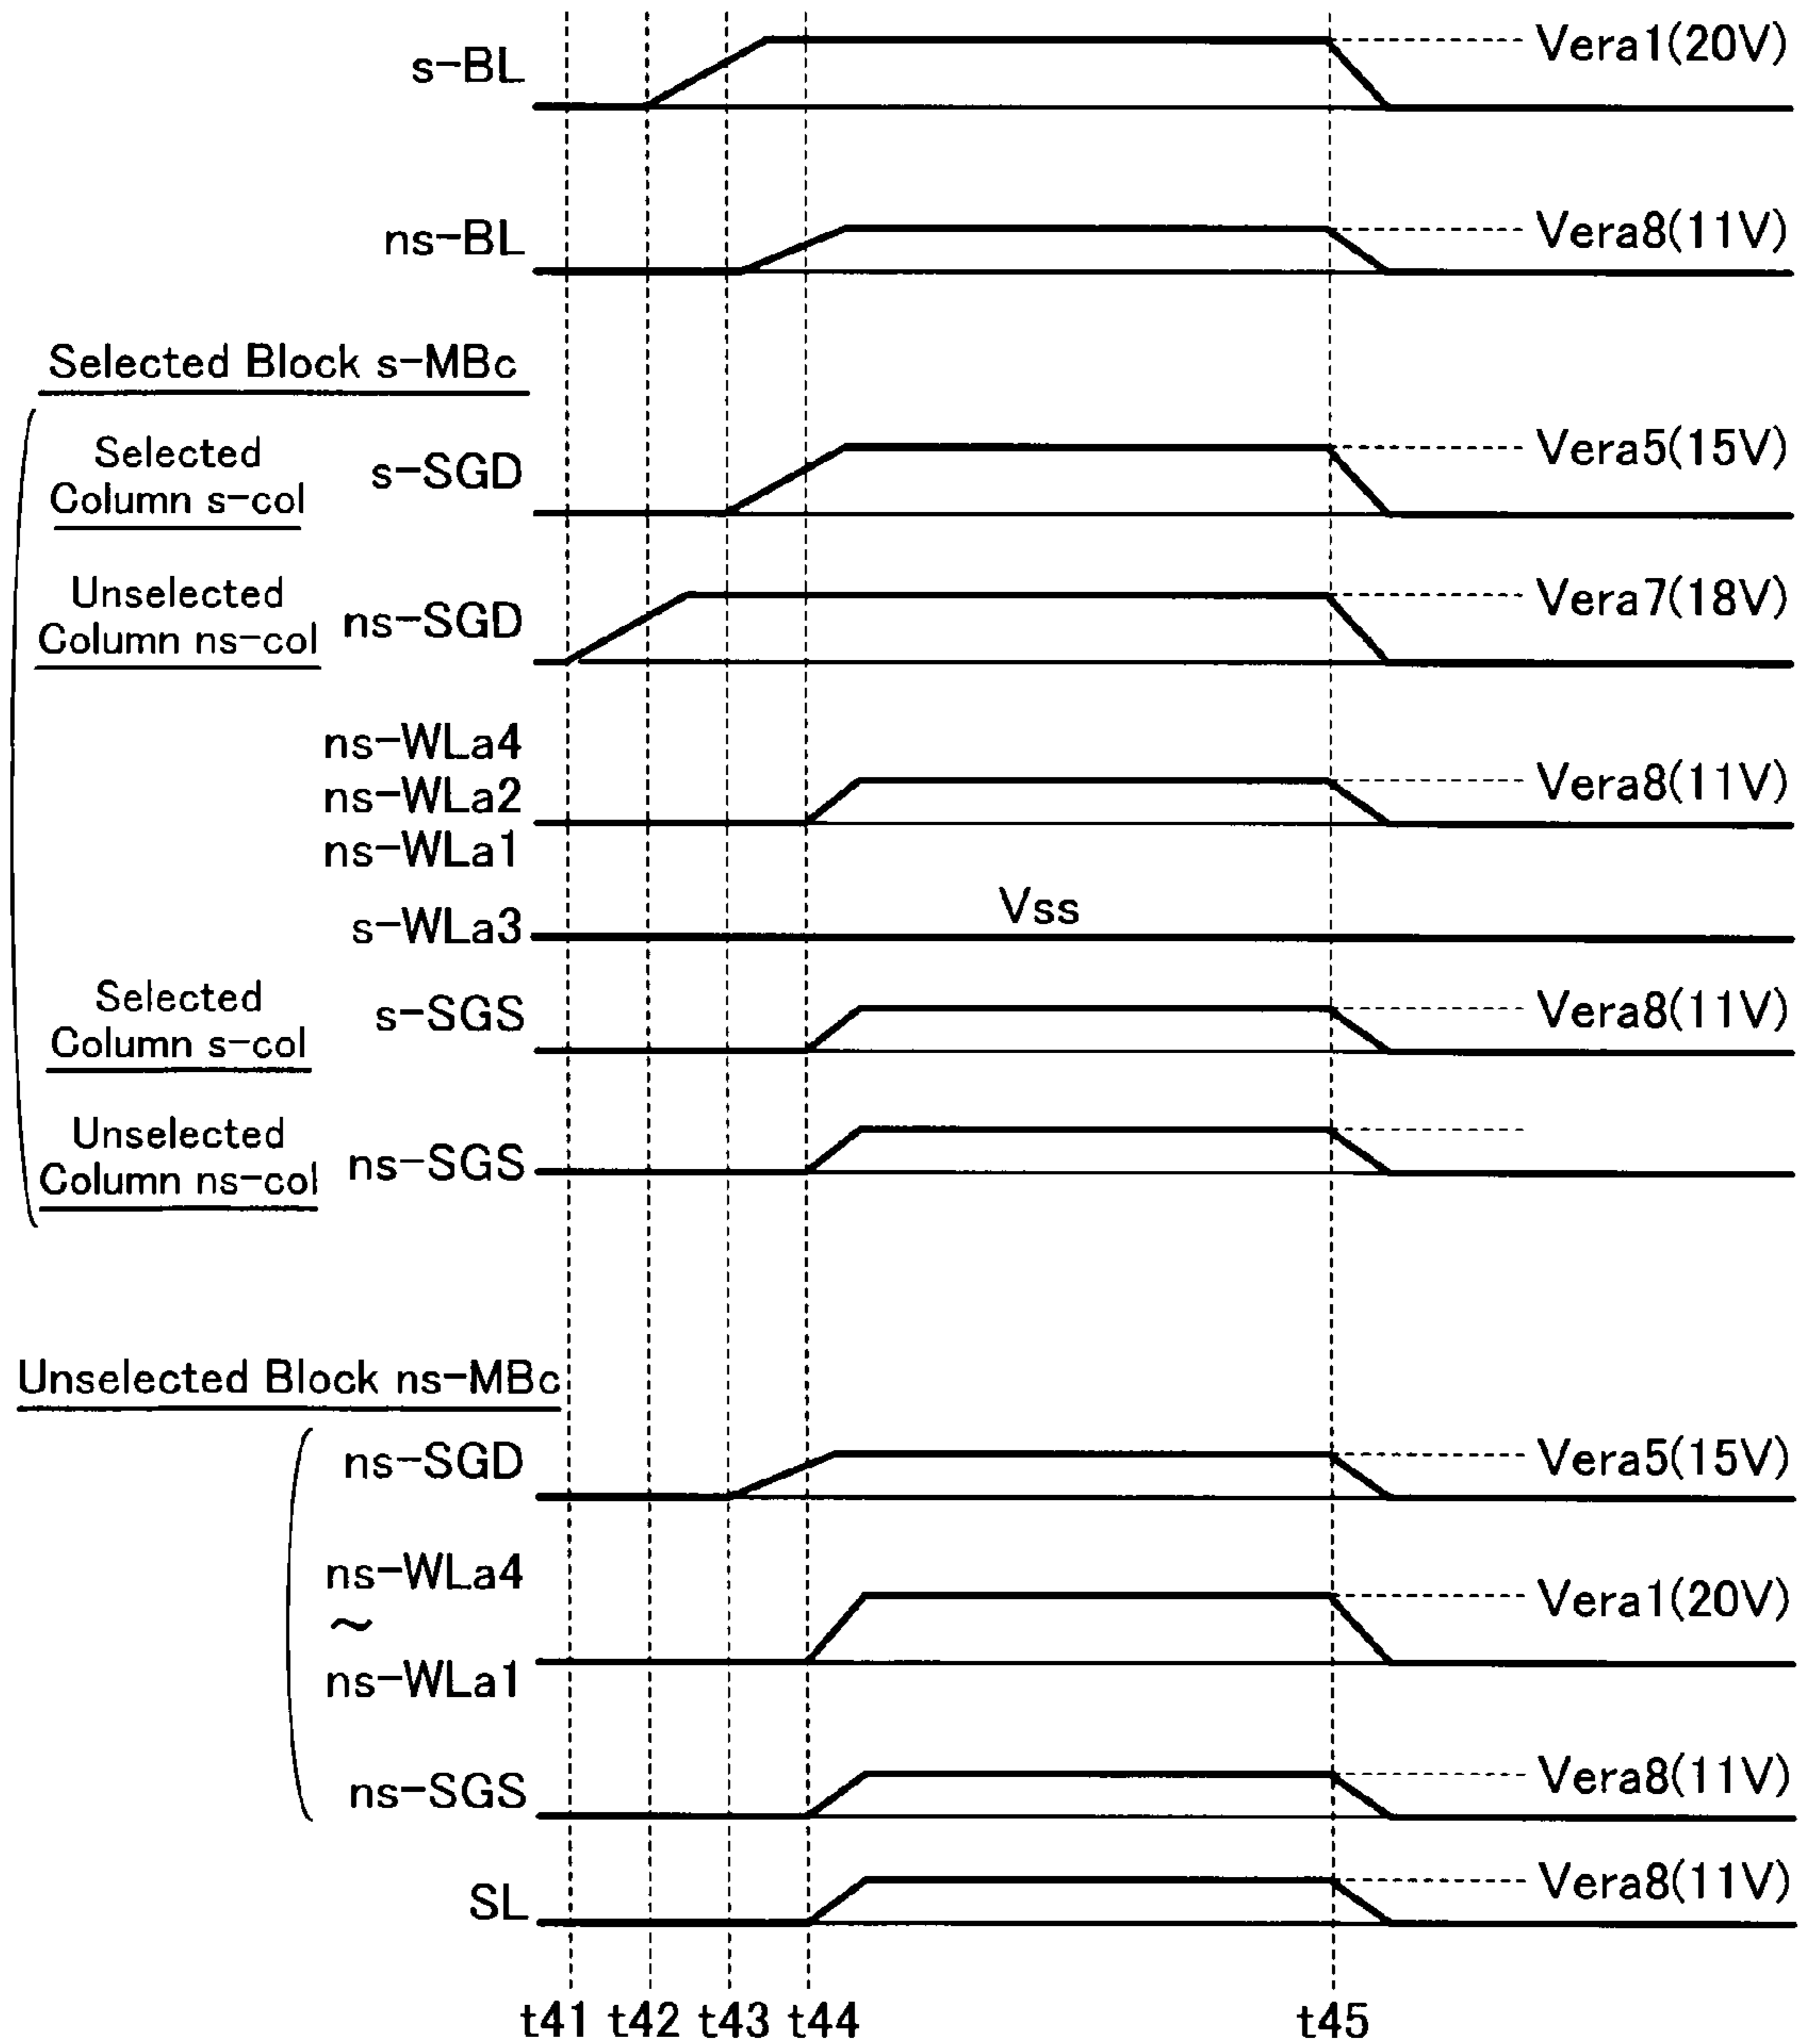 s-BL
Vera1(20V)
ns-BL
Vera8(11V)
Selected Block s-MBc
Selected
Column s-col
s-SGD
Vera5(15V)
Unselected
Column ns-col
ns-SGD
Vera7(18V)
ns-WLa4
ns-WLa2
ns-WLa1
Vera8(11V)
s-WLa3
Vss
Selected
Column s-col
s-SGS
Vera8(11V)
Unselected
Column ns-col
ns-SGS
Unselected Block ns-MBc
ns-SGD
Vera5(15V)
ns-WLa4
~
ns-WLa1
Vera1(20V)
ns-SGS
Vera8(11V)
SL
Vera8(11V)
t41 t42 t43 t44 t45